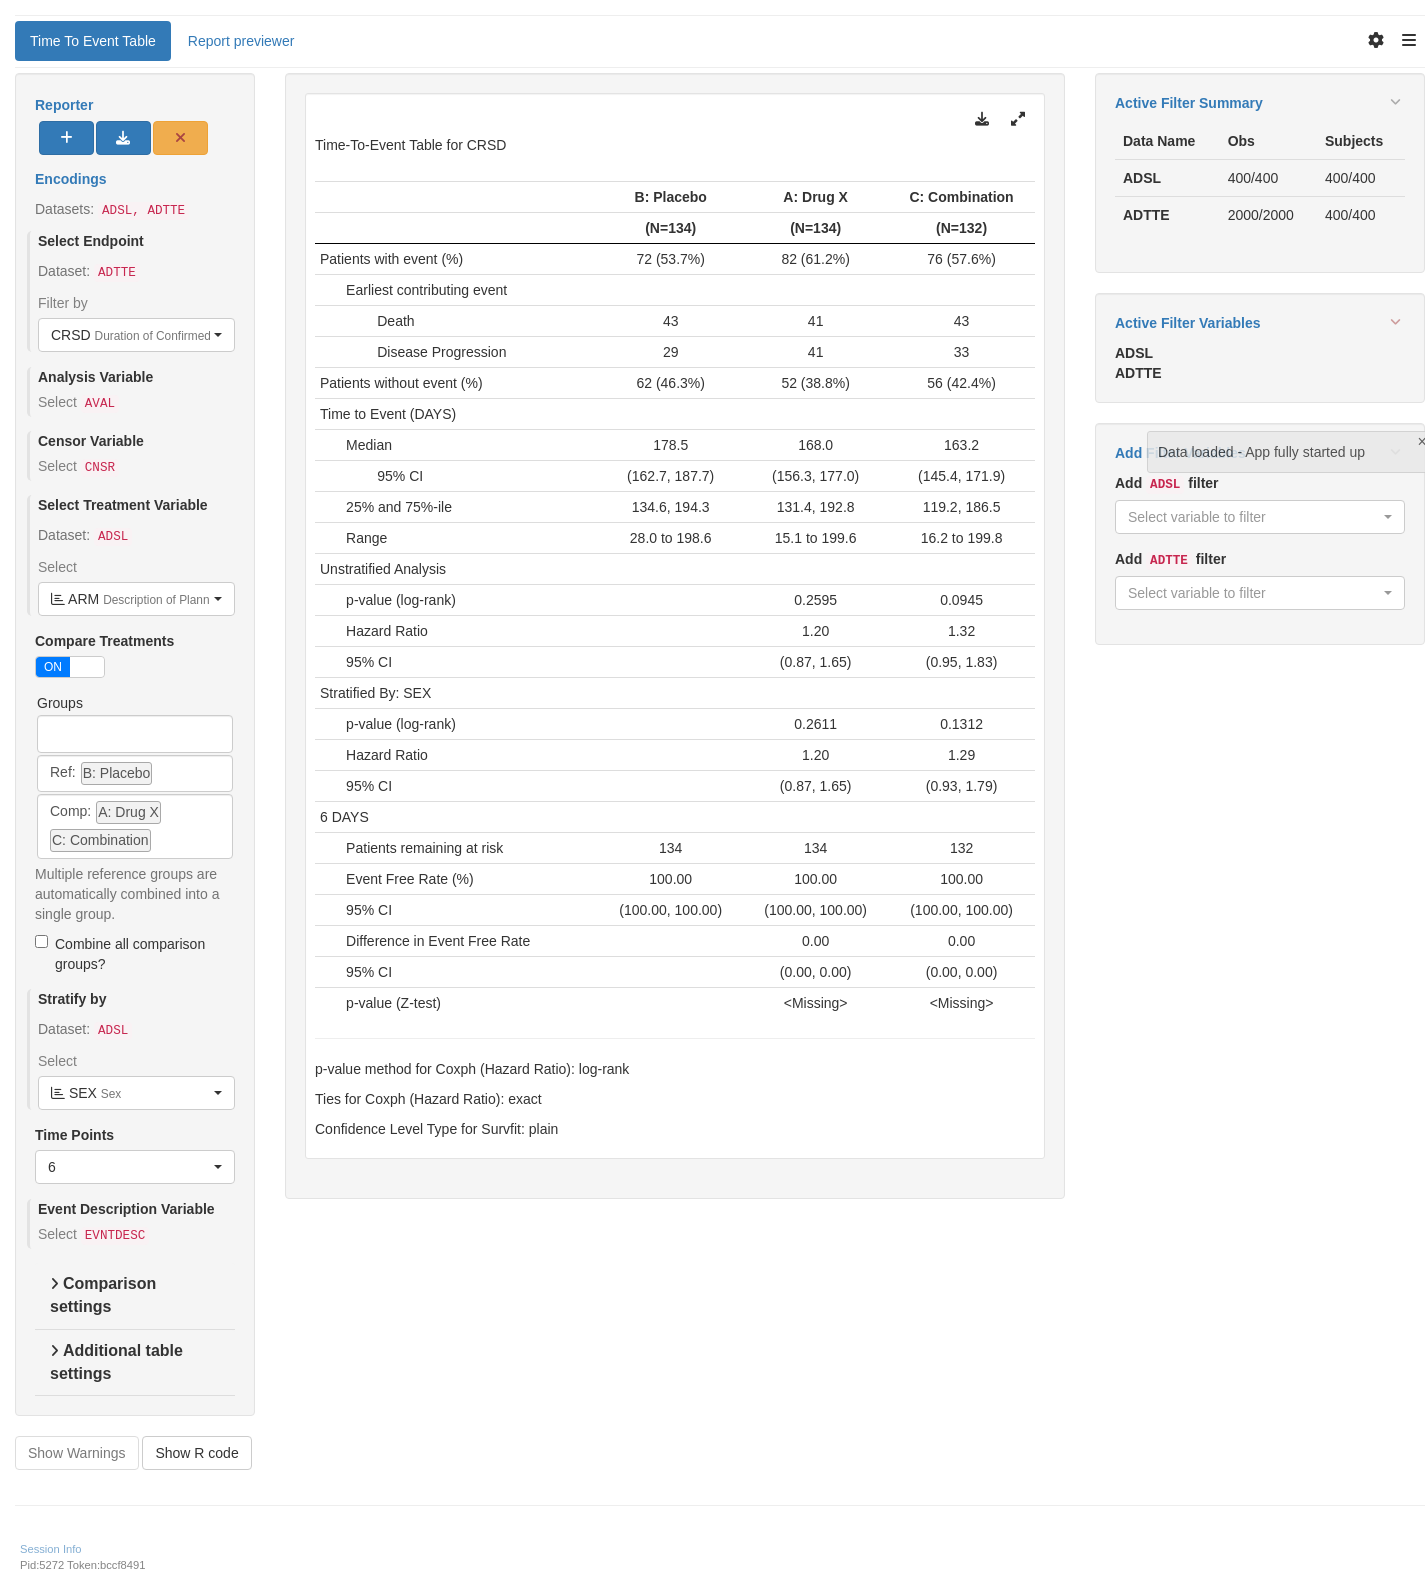 Time To Event Table
Report previewer
Reporter
Encodings
Datasets: ADSL, ADTTE
Select Endpoint
Dataset: ADTTE
Filter by
CRSD Duration of Confirmed
Analysis Variable
Select AVAL
Censor Variable
Select CNSR
Select Treatment Variable
Dataset: ADSL
Select
ARM Description of Plann
Compare Treatments
ON
Groups
Ref: B: Placebo
Comp: A: Drug X
C: Combination
Multiple reference groups are
automatically combined into a
single group.
Combine all comparison
groups?
Stratify by
Dataset: ADSL
Select
SEX Sex
Time Points
6
Event Description Variable
Select EVNTDESC
Comparison
settings
Additional table
settings
Show Warnings
Show R code
Time-To-Event Table for CRSD
B: Placebo A: Drug X C: Combination
(N=134) (N=134) (N=132)
Patients with event (%) 72 (53.7%) 82 (61.2%) 76 (57.6%)
Earliest contributing event
Death 43 41 43
Disease Progression 29 41 33
Patients without event (%) 62 (46.3%) 52 (38.8%) 56 (42.4%)
Time to Event (DAYS)
Median 178.5 168.0 163.2
95% CI (162.7, 187.7) (156.3, 177.0) (145.4, 171.9)
25% and 75%-ile 134.6, 194.3 131.4, 192.8 119.2, 186.5
Range 28.0 to 198.6 15.1 to 199.6 16.2 to 199.8
Unstratified Analysis
p-value (log-rank) 0.2595 0.0945
Hazard Ratio 1.20 1.32
95% CI (0.87, 1.65) (0.95, 1.83)
Stratified By: SEX
p-value (log-rank) 0.2611 0.1312
Hazard Ratio 1.20 1.29
95% CI (0.87, 1.65) (0.93, 1.79)
6 DAYS
Patients remaining at risk 134 134 132
Event Free Rate (%) 100.00 100.00 100.00
95% CI (100.00, 100.00) (100.00, 100.00) (100.00, 100.00)
Difference in Event Free Rate 0.00 0.00
95% CI (0.00, 0.00) (0.00, 0.00)
p-value (Z-test) <Missing> <Missing>
p-value method for Coxph (Hazard Ratio): log-rank
Ties for Coxph (Hazard Ratio): exact
Confidence Level Type for Survfit: plain
Active Filter Summary
Data Name Obs Subjects
ADSL 400/400 400/400
ADTTE 2000/2000 400/400
Active Filter Variables
ADSL
ADTTE
Add
Data loaded - App fully started up
Add ADSL filter
Select variable to filter
Add ADTTE filter
Select variable to filter
Session Info
Pid:5272 Token:bccf8491